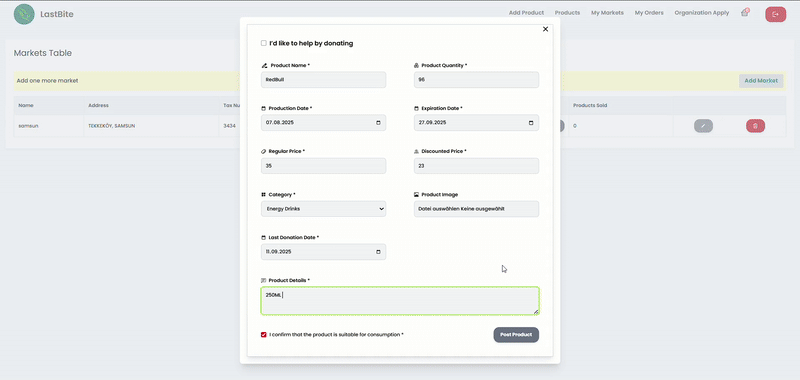 LastBite
Add Product
Products
My Markets
My Orders
Organization Apply
Markets Table
Add one more market
Add Market
Name
Address
Tax Nu
Products Sold
samsun
TEKKEKÖY, SAMSUN
3434
0
I'd like to help by donating
Product Name *
Product Quantity *
RedBull
96
Production Date *
Expiration Date *
07.08.2025
27.09.2025
Regular Price *
Discounted Price *
35
23
Category *
Product Image
Energy Drinks
Datei auswählen Keine ausgewählt
Last Donation Date *
11.09.2025
Product Details *
250ML
I confirm that the product is suitable for consumption *
Post Product